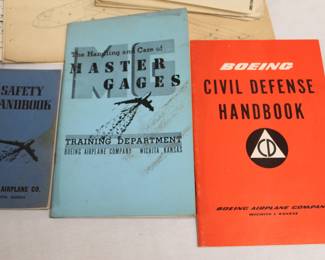 SAFETY
HANDBOOK
AIRPLANE CO.
The Handling and Care of
MASTER
GAGES
TRAINING DEPARTMENT
BOEING AIRPLANE COMPANY WICHITA, KANSAS
BOEING
CIVIL DEFENSE
HANDBOOK
CD
BOEING AIRPLANE COMPANY
WICHITA 1, KANSAS